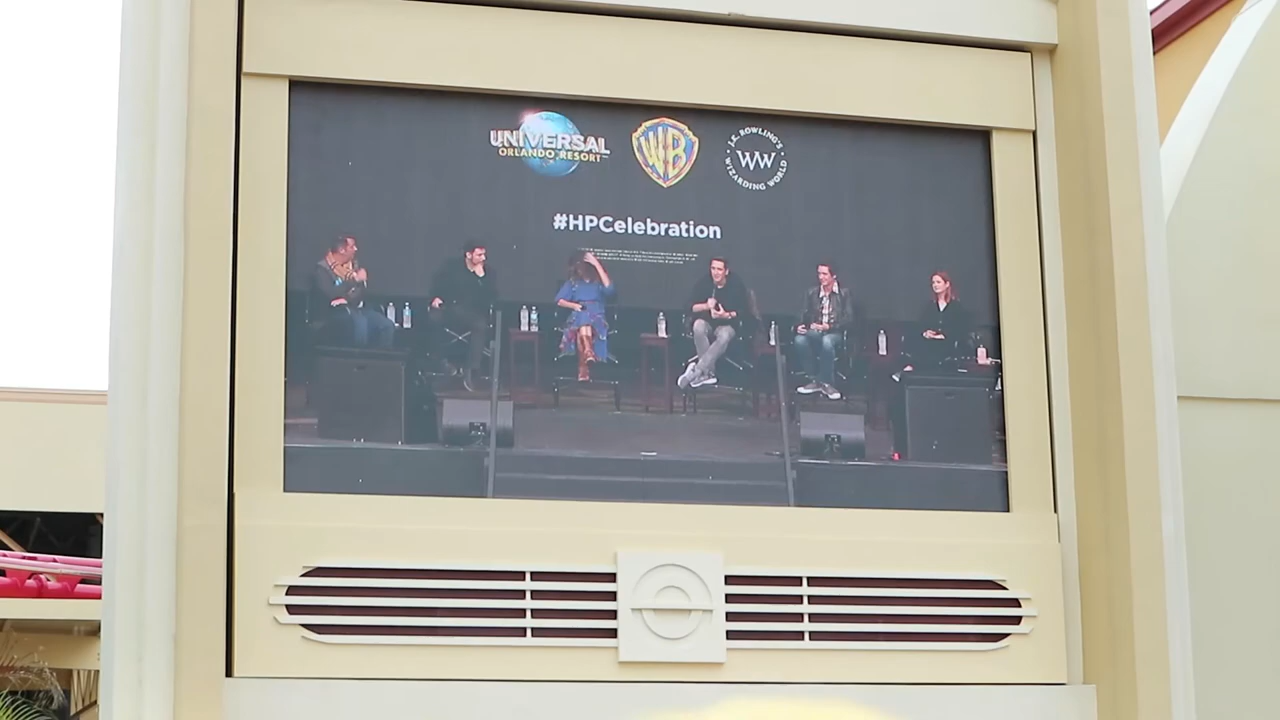 UNIVERSAL
ORLANDO RESORT
WB
J.K. ROWLING'S
WW
WIZARDING WORLD
#HPCelebration